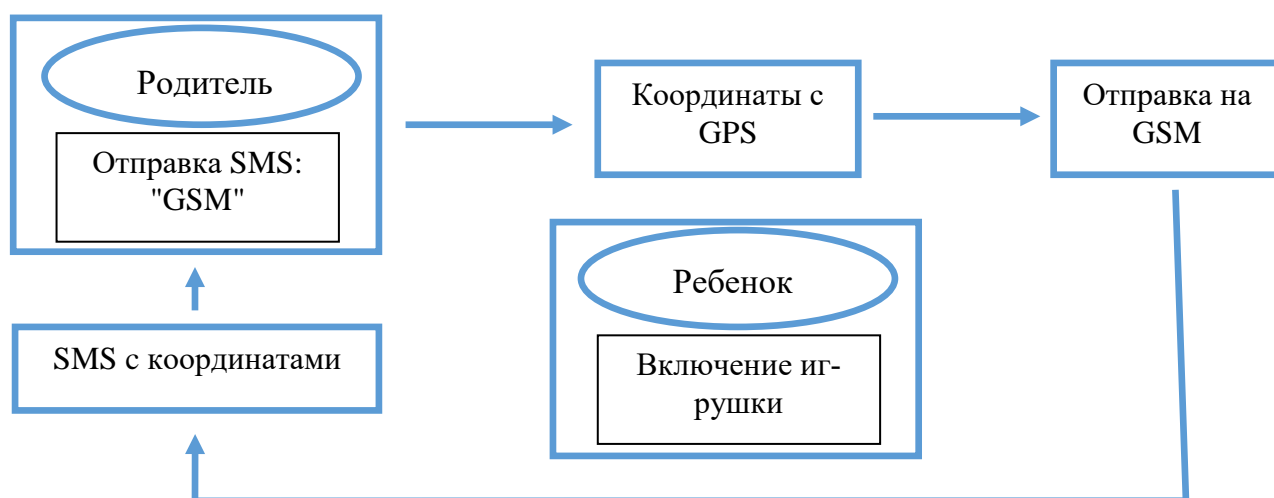 Родитель
Отправка SMS:
"GSM"
Координаты с
GPS
Отправка на
GSM
Ребенок
Включение иг-
рушки
SMS с координатами